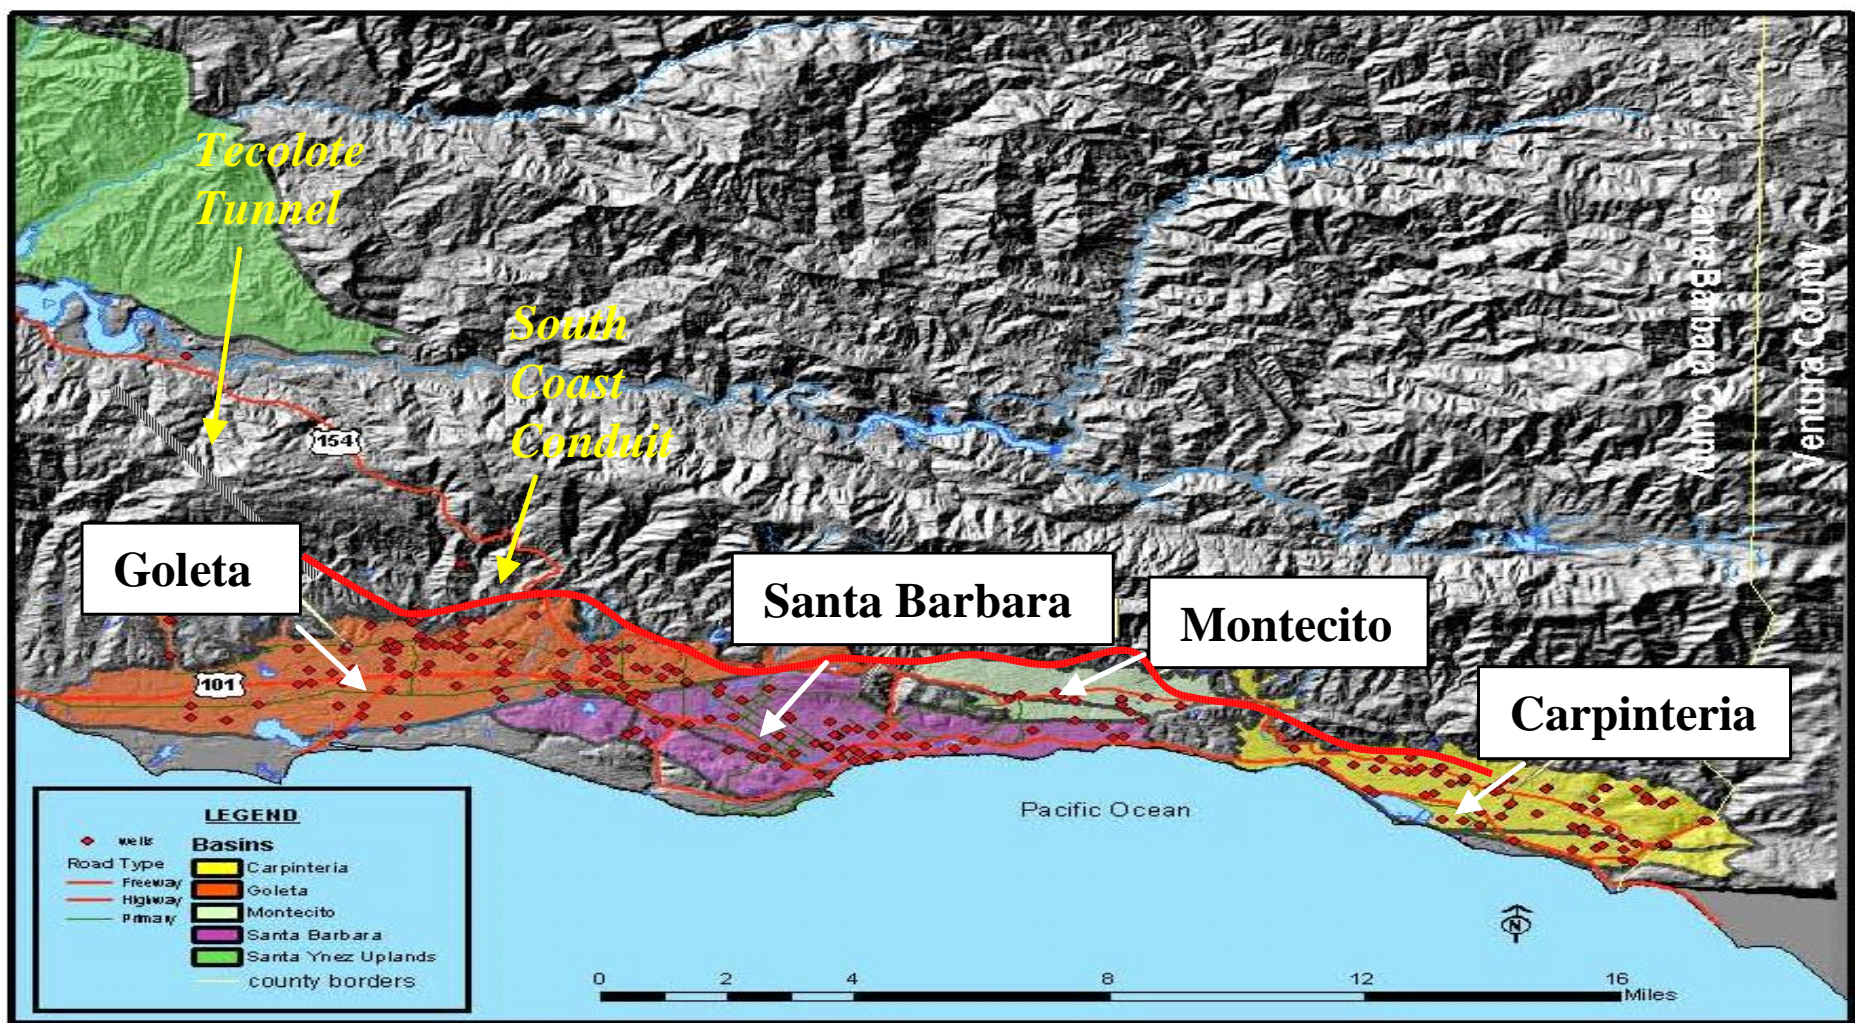 Tecolote
Tunnel
South
Coast
Conduit
154
Santa Barbara County
Ventura County
Goleta
Santa Barbara
Montecito
Carpinteria
101
Pacific Ocean
LEGEND
wells
Road Type
Freeway
Highway
Primary
Basins
Carpinteria
Goleta
Montecito
Santa Barbara
Santa Ynez Uplands
county borders
N
0 2 4 8 12 16
Miles